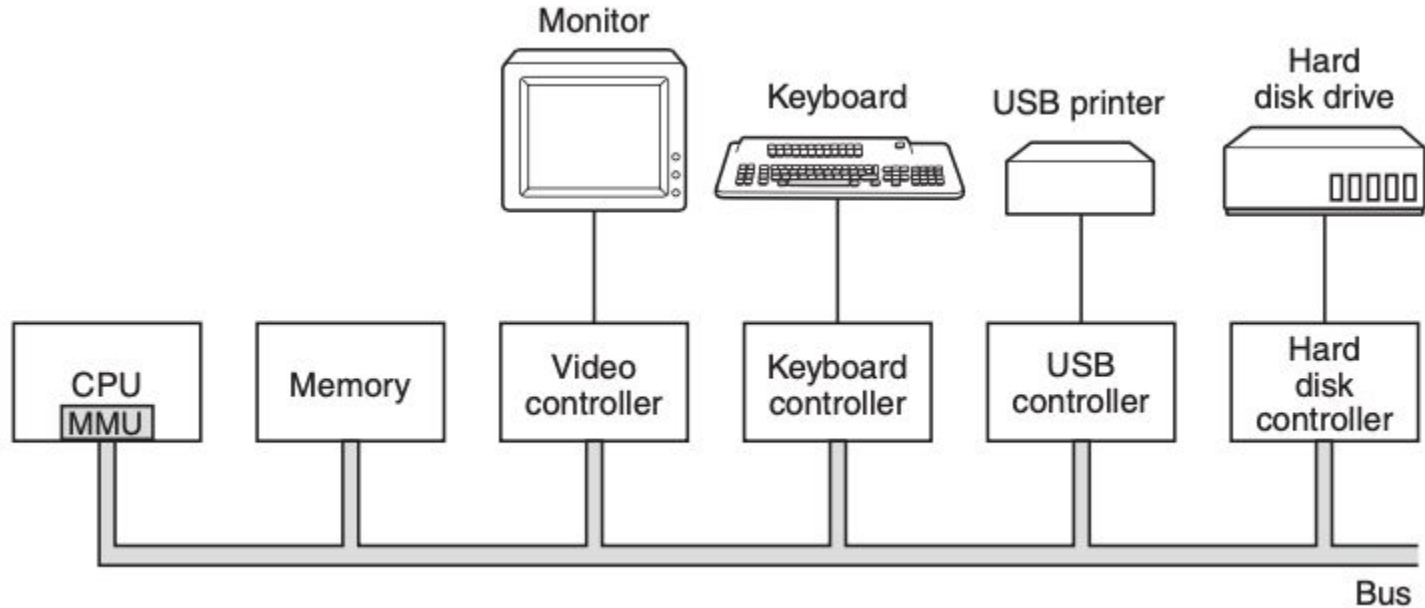 Monitor
Keyboard
USB printer
Hard
disk drive
CPU
MMU
Memory
Video
controller
Keyboard
controller
USB
controller
Hard
disk
controller
Bus